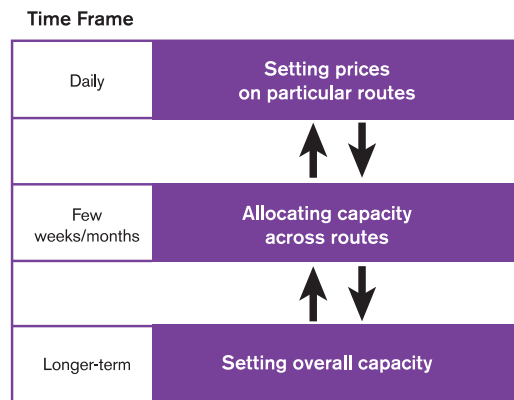 Time Frame
Daily
Setting prices
on particular routes
Few
weeks/months
Allocating capacity
across routes
Longer-term
Setting overall capacity